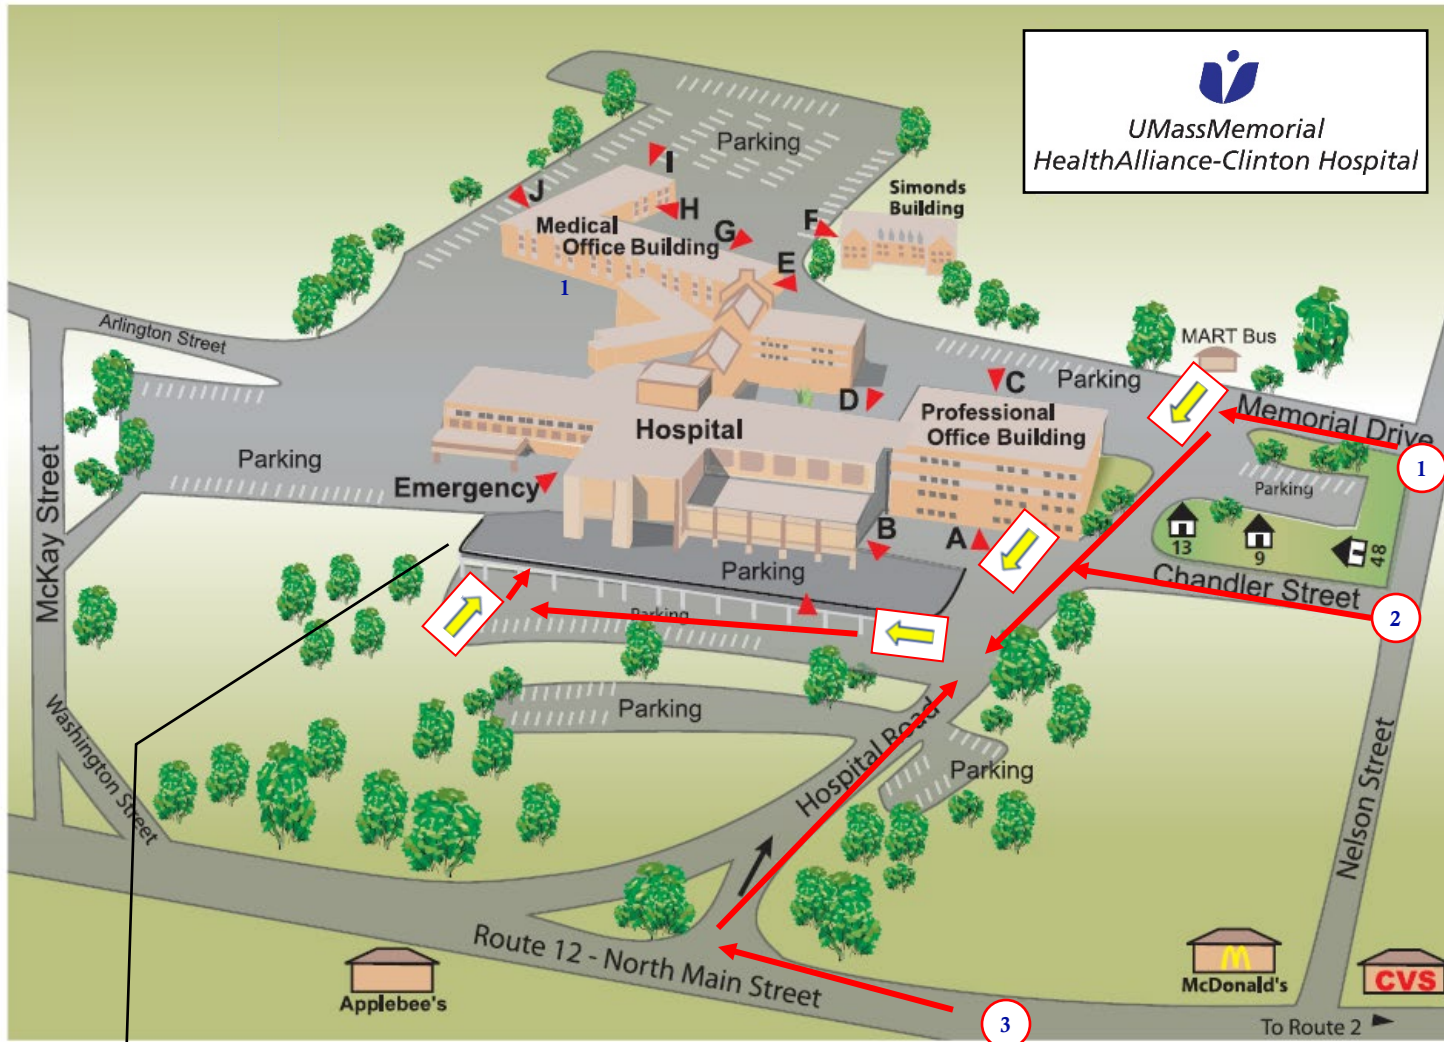 UMassMemorial
HealthAlliance-Clinton Hospital
Parking
I
Simonds
Building
J
H
F
Medical
Office Building
G
E
1
Arlington Street
MART Bus
Parking
C
D
Memorial Drive
Professional
Office Building
Hospital
1
Parking
Parking
Emergency
McKay Street
B
A
13
9
48
Chandler Street
Parking
Parking
2
Parking
Hospital Road
Parking
Washington Street
Nelson Street
Route 12 - North Main Street
Applebee's
McDonald's
CVS
3
To Route 2